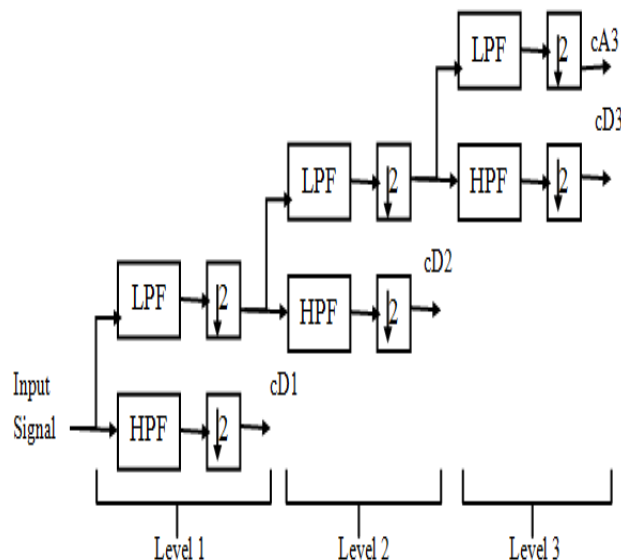 LPF
2
cA3
cD3
LPF
2
HPF
2
cD2
LPF
2
HPF
2
cD1
Input
Signal
HPF
2
Level 1
Level 2
Level 3